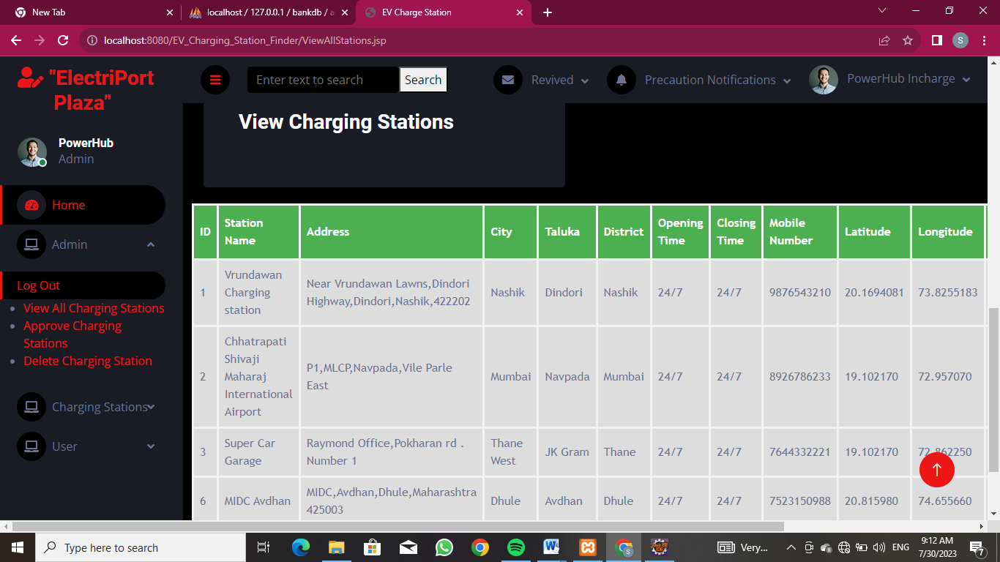 New Tab
localhost / 127.0.0.1 / bankdb / a
EV Charge Station
localhost:8080/EV_Charging_Station_Finder/ViewAllStations.jsp
S
"ElectriPort
Plaza"
Enter text to search
Search
Revived
Precaution Notifications
PowerHub Incharge
PowerHub
Admin
Home
Admin
Log Out
View All Charging Stations
Approve Charging
Stations
Delete Charging Station
Charging Stations
User
View Charging Stations
ID Station Name Address City Taluka District Opening Time Closing Time Mobile Number Latitude Longitude
1 Vrundawan Charging station Near Vrundawan Lawns,Dindori Highway,Dindori,Nashik,422202 Nashik Dindori Nashik 24/7 24/7 9876543210 20.1694081 73.8255183
2 Chhatrapati Shivaji Maharaj International Airport P1,MLCP,Navpada,Vile Parle East Mumbai Navpada Mumbai 24/7 24/7 8926786233 19.102170 72.957070
3 Super Car Garage Raymond Office,Pokharan rd . Number 1 Thane West JK Gram Thane 24/7 24/7 7644332221 19.102170 72.862250
6 MIDC Avdhan MIDC,Avdhan,Dhule,Maharashtra 425003 Dhule Avdhan Dhule 24/7 24/7 7523150988 20.815980 74.655660
Type here to search
Very...
ENG
9:12 AM
7/30/2023
7